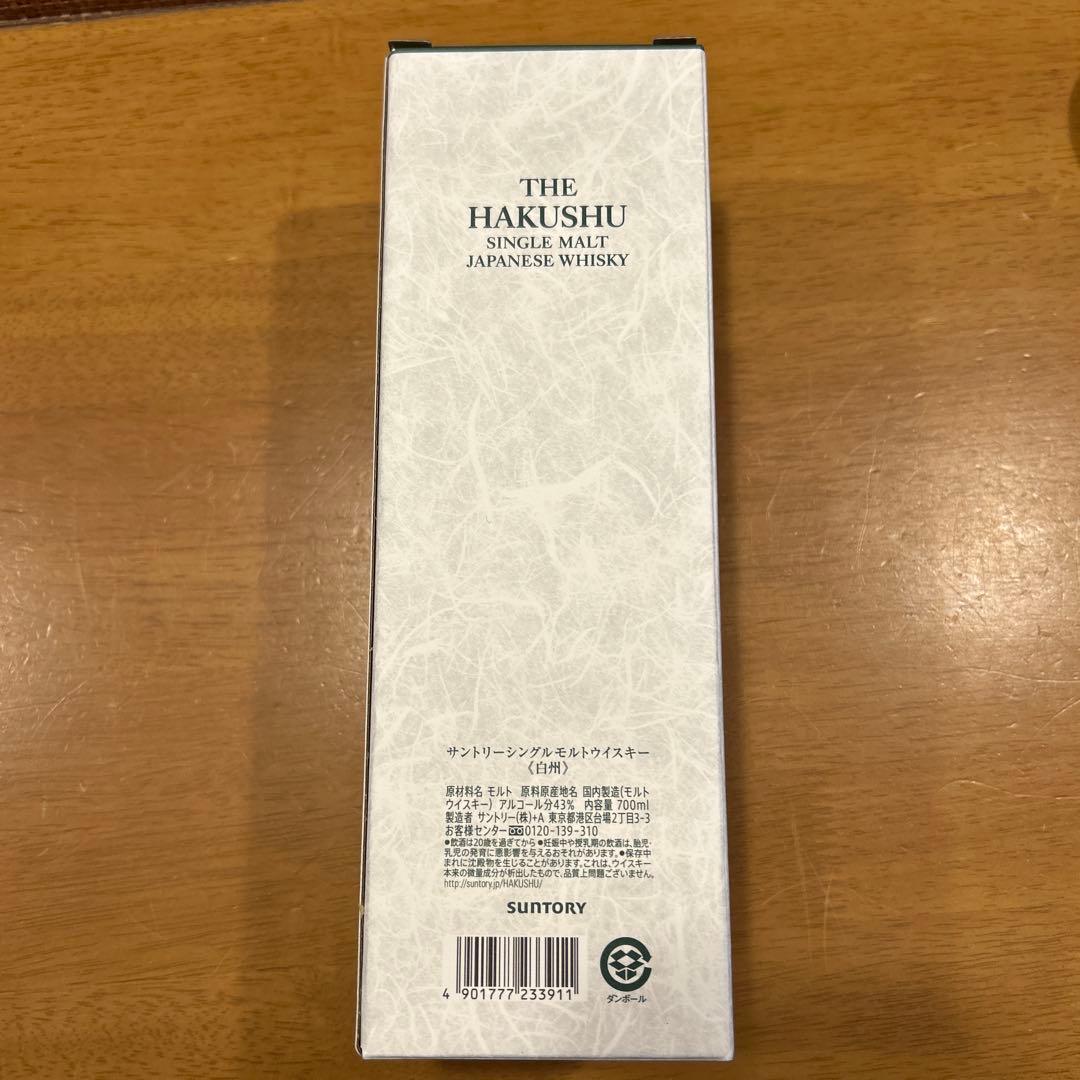 THE
HAKUSHU
SINGLE MALT
JAPANESE WHISKY
サントリーシングルモルトウイスキー
《白州》
原材料名 モルト 原料原産地名 国内製造(モルト
ウイスキー) アルコール分43% 内容量 700ml
製造者 サントリー(株)+A 東京都港区台場2丁目3-3
お客様センター0120-139-310
●飲酒は20歳を過ぎてから ●妊娠中や授乳期の飲酒は、胎児・
乳児の発育に悪影響を与えるおそれがあります。●保存中
まれに沈殿物を生じることがあります。これは、ウイスキー
本来の微量成分が析出したもので、品質上問題ございません。
http://suntory.jp/HAKUSHU/
SUNTORY
4 901777 233911
ダンボール